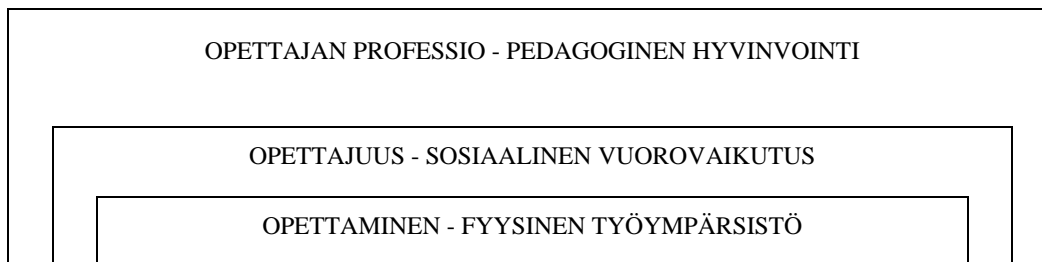 OPETTAJAN PROFESSIO - PEDAGOGINEN HYVINVOINTI
OPETTAJUUS - SOSIAALINEN VUOROVAIKUTUS
OPETTAMINEN - FYYSINEN TYÖYMPÄRSISTÖ